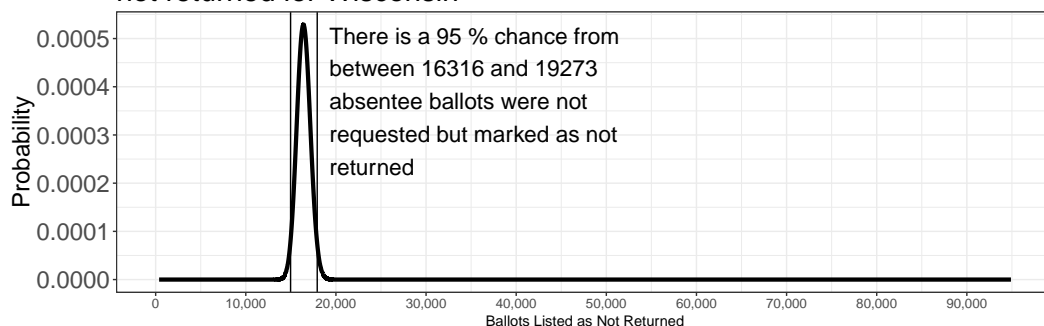 not returned for Wisconsin
There is a 95 % chance from
between 16316 and 19273
absentee ballots were not
requested but marked as not
returned
Probability
0.0005
0.0004
0.0003
0.0002
0.0001
0.0000
0 10,000 20,000 30,000 40,000 50,000 60,000 70,000 80,000 90,000
Ballots Listed as Not Returned